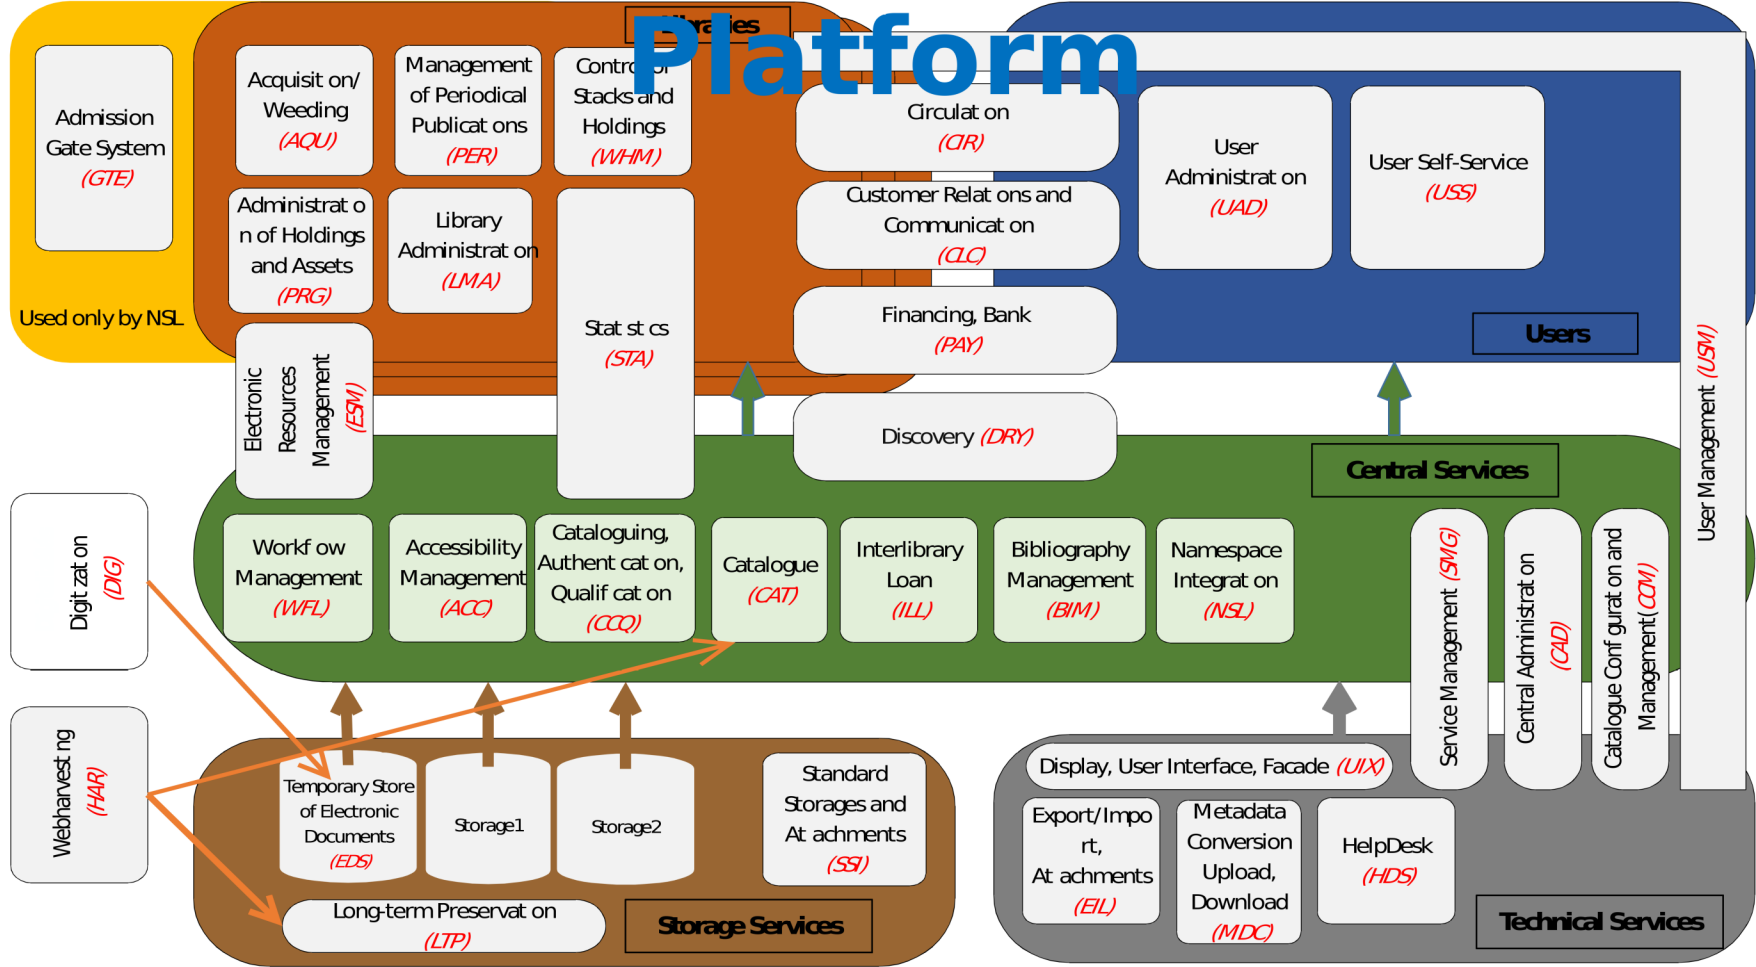 Platform
Libraries
Admission
Gate System
(GTE)
Used only by NSL
Acquisit on/
Weeding
(AQU)
Management
of Periodical
Publicat ons
(PER)
Control of
Stacks and
Holdings
(WHM)
Administrat o
n of Holdings
and Assets
(PRG)
Library
Administrat on
(LMA)
Stat st cs
(STA)
Electronic
Resources
Management
(ESM)
Circulat on
(CIR)
Customer Relat ons and
Communicat on
(CLC)
Financing, Bank
(PAY)
Discovery (DRY)
User
Administrat on
(UAD)
User Self-Service
(USS)
Users
User Management (USM)
Central Services
Workf ow
Management
(WFL)
Accessibility
Management
(ACC)
Cataloguing,
Authent cat on,
Qualif cat on
(CCQ)
Catalogue
(CAT)
Interlibrary
Loan
(ILL)
Bibliography
Management
(BIM)
Namespace
Integrat on
(NSL)
Service Management (SMG)
Central Administrat on
(CAD)
Catalogue Conf gurat on and
Management(COM)
Digit zat on
(DIG)
Webharvest ng
(HAR)
Temporary Store
of Electronic
Documents
(EDS)
Storage1
Storage2
Standard
Storages and
At achments
(SSI)
Long-term Preservat on
(LTP)
Storage Services
Display, User Interface, Facade (UIX)
Export/Impo
rt,
At achments
(EIL)
Metadata
Conversion
Upload,
Download
(MDC)
HelpDesk
(HDS)
Technical Services